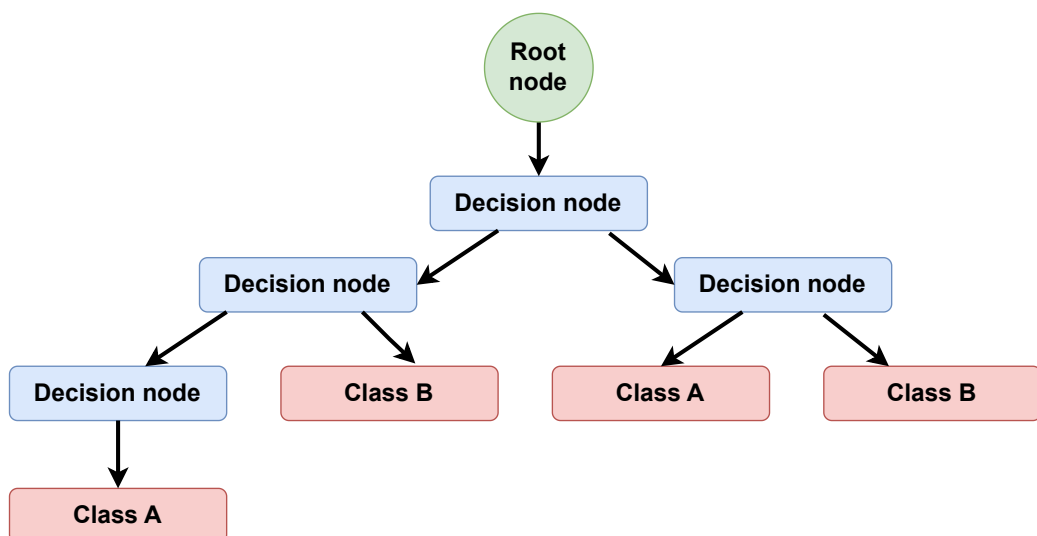 Root
node
Decision node
Decision node
Decision node
Decision node
Class B
Class A
Class B
Class A